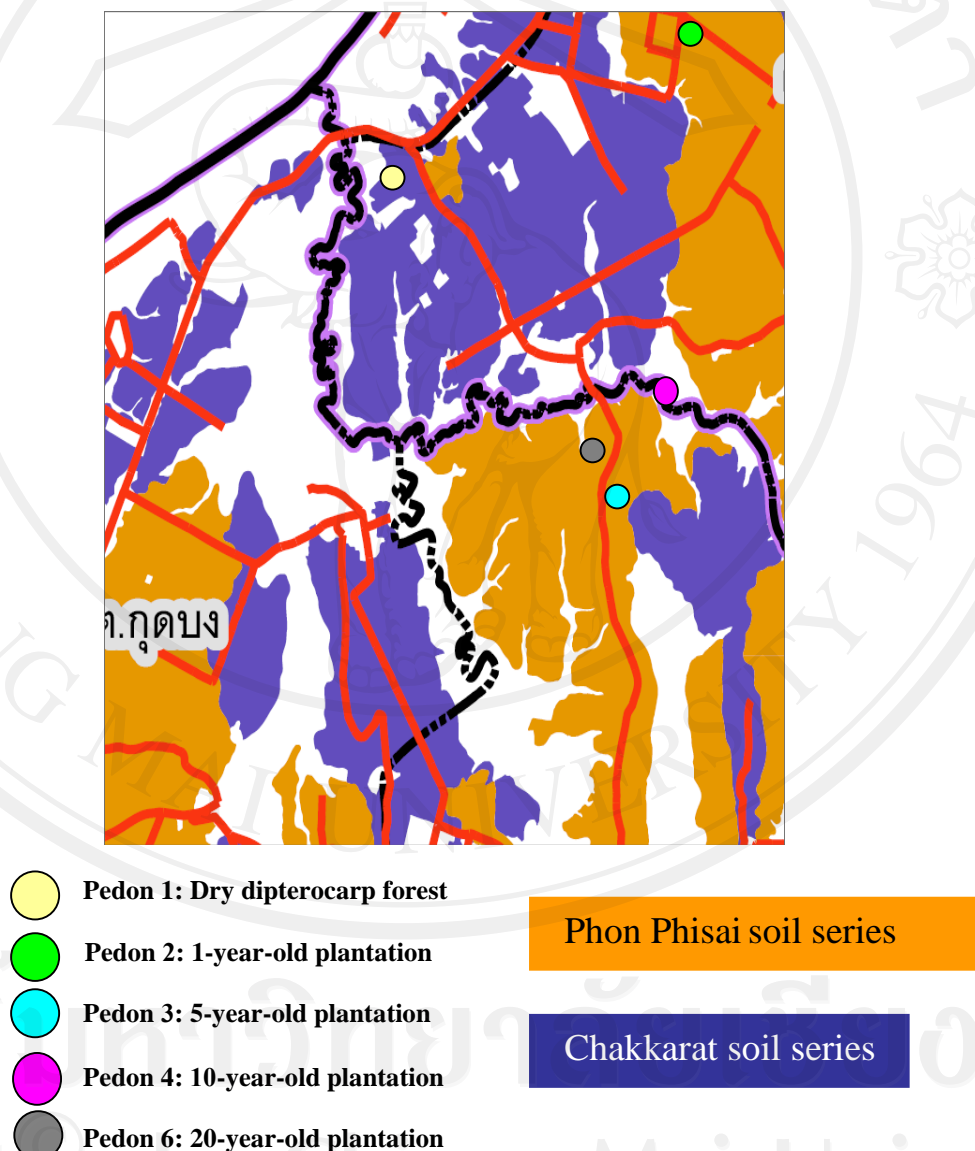 ต.กุดบง
Pedon 1: Dry dipterocarp forest
Pedon 2: 1-year-old plantation
Pedon 3: 5-year-old plantation
Pedon 4: 10-year-old plantation
Pedon 6: 20-year-old plantation
Phon Phisai soil series
Chakkarat soil series